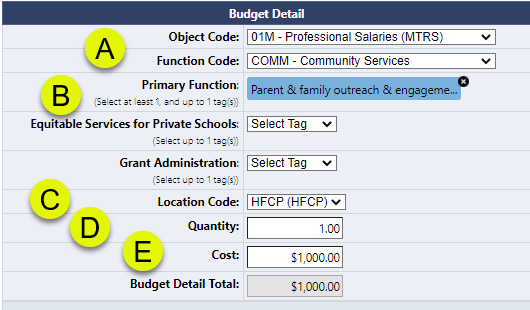 Budget Detail
A
Object Code: 01M - Professional Salaries (MTRS)
Function Code: COMM - Community Services
B
Primary Function: Parent & family outreach & engageme...
(Select at least 1, and up to 1 tag(s))
Equitable Services for Private Schools: Select Tag
(Select up to 1 tag(s))
Grant Administration: Select Tag
(Select up to 1 tag(s))
C
Location Code: HFCP (HFCP)
D
Quantity: 1.00
E
Cost: $1,000.00
Budget Detail Total: $1,000.00